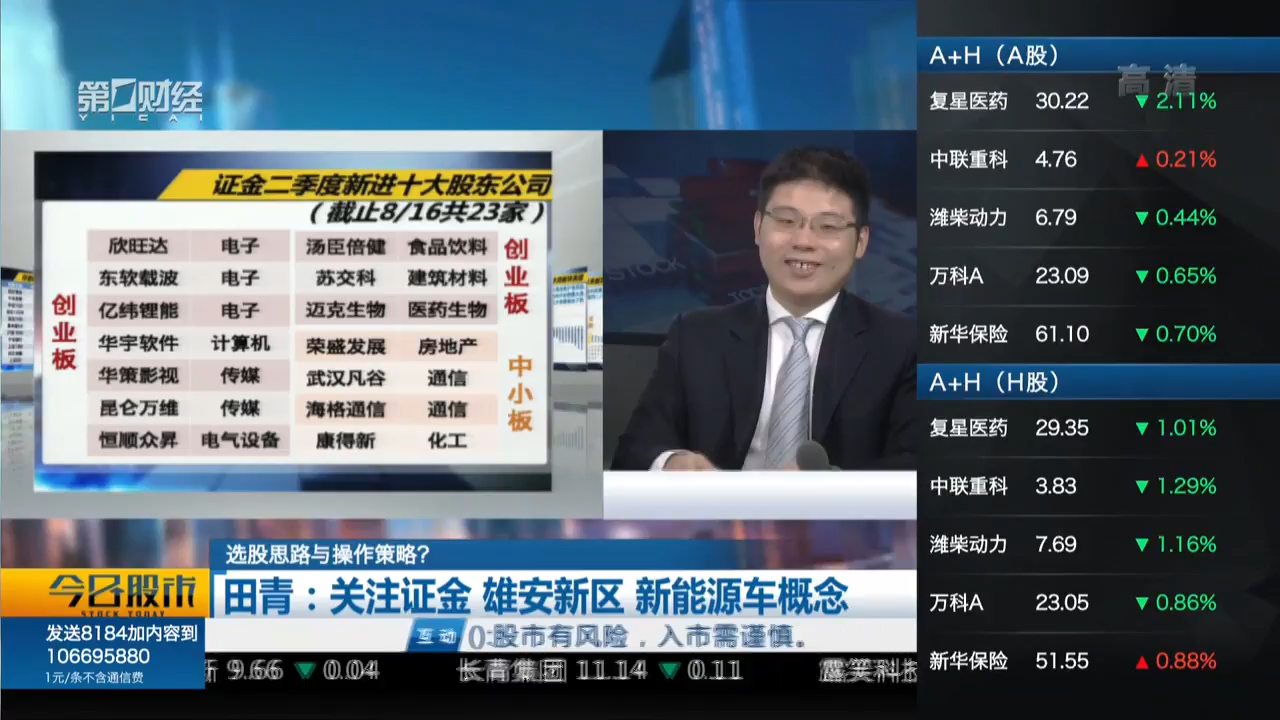 第一财经
YICAI
证金二季度新进十大股东公司
（截止8/16共23家）
创业板
欣旺达 电子
东软载波 电子
亿纬锂能 电子
华宇软件 计算机
华策影视 传媒
昆仑万维 传媒
恒顺众昇 电气设备
汤臣倍健 食品饮料
苏交科 建筑材料
迈克生物 医药生物
创业板
荣盛发展 房地产
武汉凡谷 通信
海格通信 通信
康得新 化工
中小板
STOCK
选股思路与操作策略?
田青：关注证金 雄安新区 新能源车概念
今日股市
STOCK TODAY
互动
股市有风险，入市需谨慎。
发送8184加内容到
106695880
1元/条不含通信费
9.66 ▼ 0.04 长青集团 11.14 ▼ 0.11 露笑科技
高清
A+H（A股）
复星医药 30.22 ▼ 2.11%
中联重科 4.76 ▲ 0.21%
潍柴动力 6.79 ▼ 0.44%
万科A 23.09 ▼ 0.65%
新华保险 61.10 ▼ 0.70%
A+H（H股）
复星医药 29.35 ▼ 1.01%
中联重科 3.83 ▼ 1.29%
潍柴动力 7.69 ▼ 1.16%
万科A 23.05 ▼ 0.86%
新华保险 51.55 ▲ 0.88%